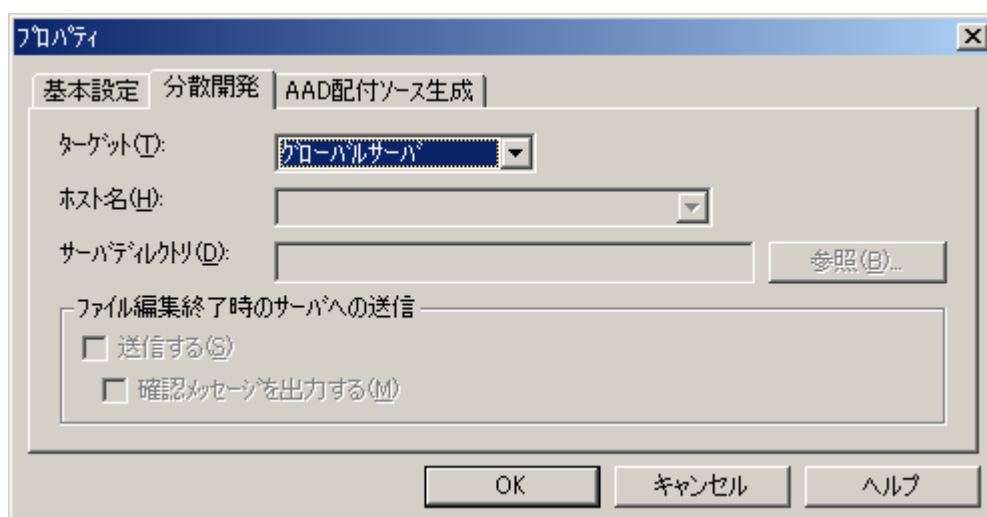 ﾌﾟﾛﾊﾟﾃｨ
基本設定 分散開発 AAD配付ソース生成
ﾀｰｹﾞｯﾄ(T):
ｸﾞﾛｰﾊﾞﾙｻｰﾊﾞ
ホスト名(H):
ｻｰﾊﾞﾃﾞｨﾚｸﾄﾘ(D):
参照(B)...
ﾌｧｲﾙ編集終了時のｻｰﾊﾞへの送信
送信する(S)
確認ﾒｯｾｰｼﾞを出力する(M)
OK キャンセル ヘルプ